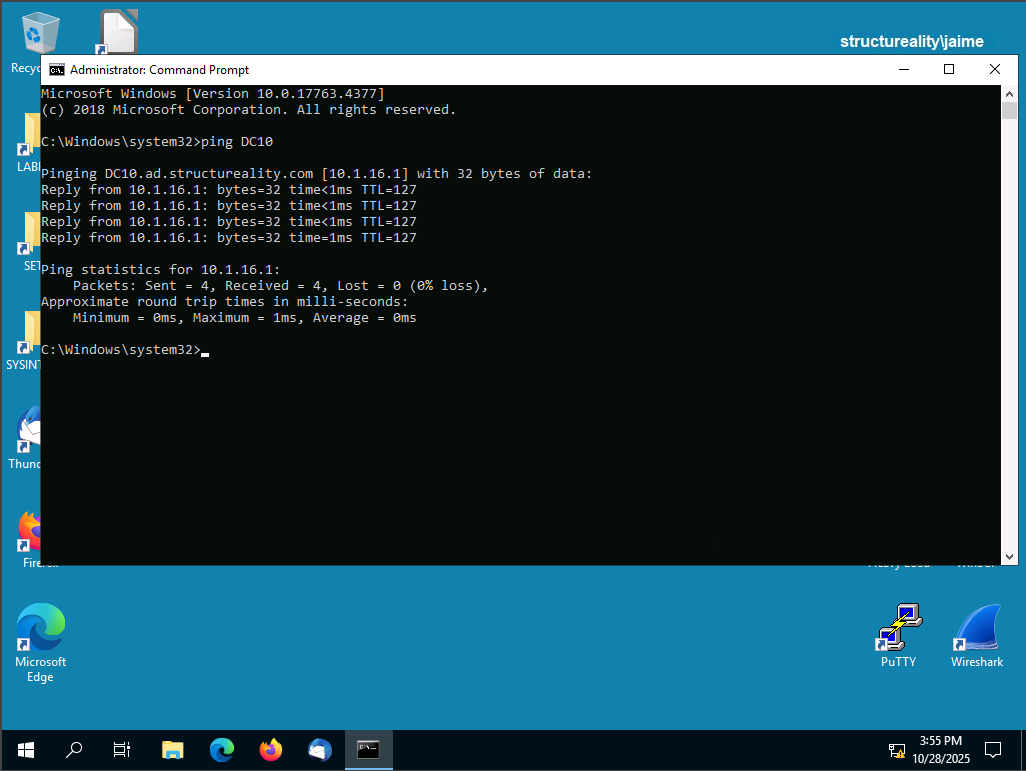 structureality\jaime
Recyc
Administrator: Command Prompt
Microsoft Windows [Version 10.0.17763.4377]
(c) 2018 Microsoft Corporation. All rights reserved.
C:\Windows\system32>ping DC10
Pinging DC10.ad.structureality.com [10.1.16.1] with 32 bytes of data:
Reply from 10.1.16.1: bytes=32 time<1ms TTL=127
Reply from 10.1.16.1: bytes=32 time<1ms TTL=127
Reply from 10.1.16.1: bytes=32 time<1ms TTL=127
Reply from 10.1.16.1: bytes=32 time=1ms TTL=127
Ping statistics for 10.1.16.1:
Packets: Sent = 4, Received = 4, Lost = 0 (0% loss),
Approximate round trip times in milli-seconds:
Minimum = 0ms, Maximum = 1ms, Average = 0ms
C:\Windows\system32>
LAB
SET
SYSINT
Thund
Firefox
Microsoft
Edge
PuTTY
Wireshark
3:55 PM
10/28/2025